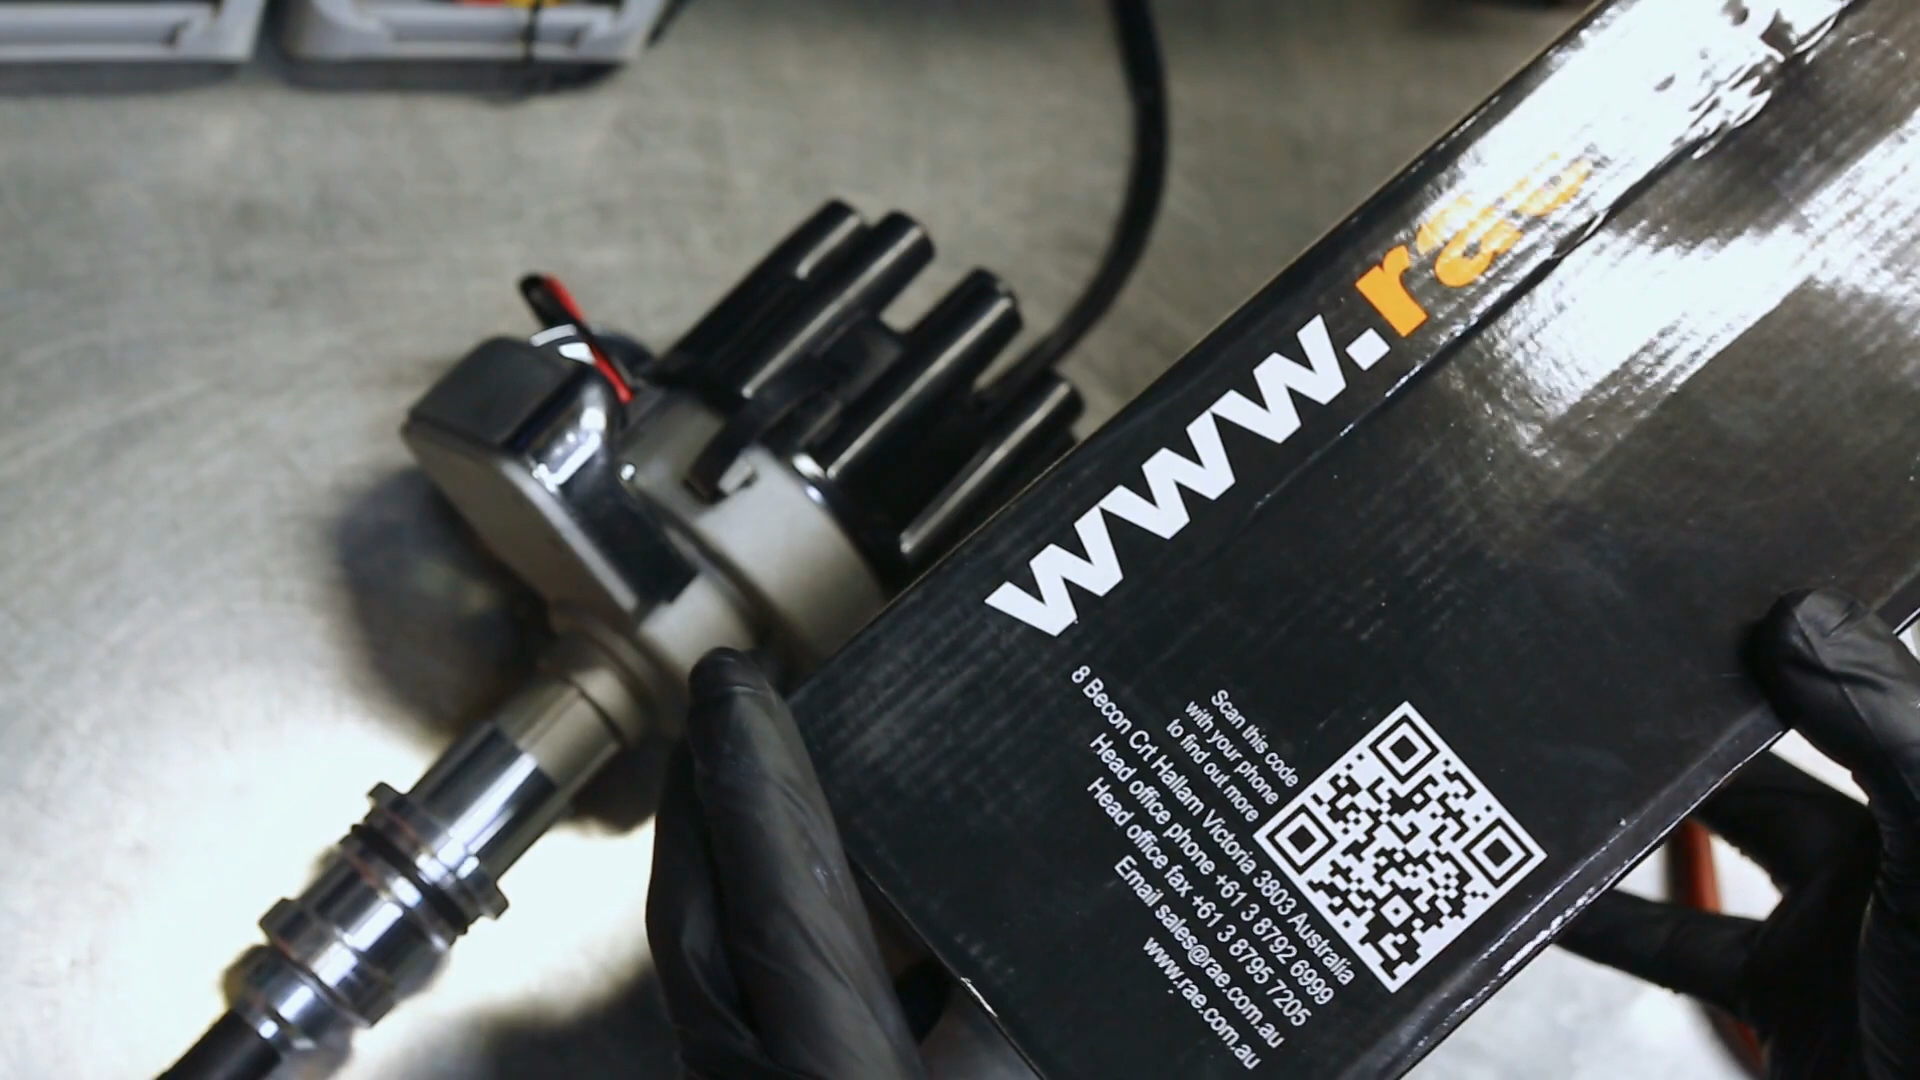 www.rae
Scan this code
with your phone
to find out more
8 Becon Crt Hallam Victoria 3803 Australia
Head office phone +61 3 8792 6999
Head office fax +61 3 8795 7205
Email sales@rae.com.au
www.rae.com.au